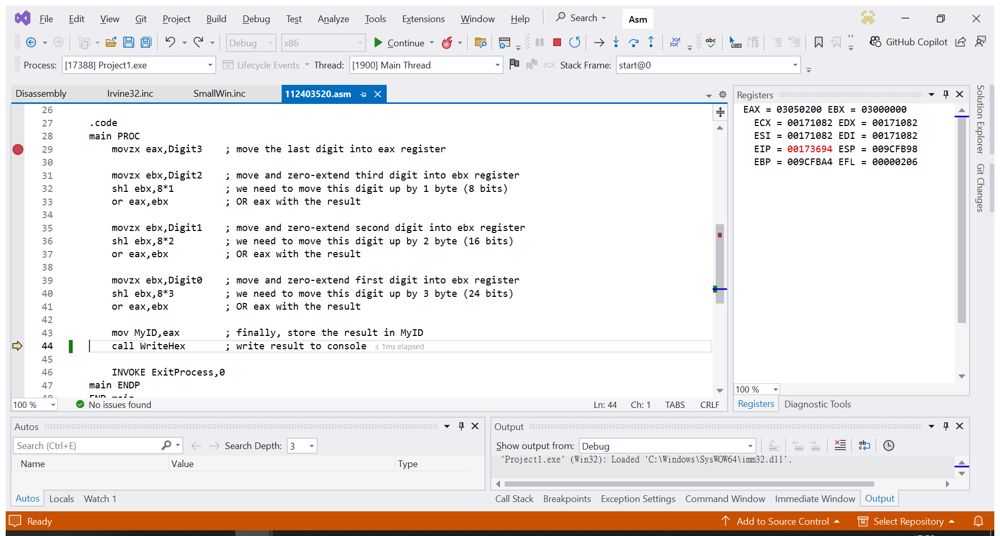 File Edit View Git Project Build Debug Test Analyze Tools Extensions Window Help Search Asm
Debug x86 Continue abc GitHub Copilot
Process: [17388] Project1.exe Lifecycle Events Thread: [1900] Main Thread Stack Frame: start@0
Disassembly Irvine32.inc SmallWin.inc 112403520.asm
26
27 .code
28 main PROC
29 movzx eax,Digit3 ; move the last digit into eax register
30
31 movzx ebx,Digit2 ; move and zero-extend third digit into ebx register
32 shl ebx,8*1 ; we need to move this digit up by 1 byte (8 bits)
33 or eax,ebx ; OR eax with the result
34
35 movzx ebx,Digit1 ; move and zero-extend second digit into ebx register
36 shl ebx,8*2 ; we need to move this digit up by 2 byte (16 bits)
37 or eax,ebx ; OR eax with the result
38
39 movzx ebx,Digit0 ; move and zero-extend first digit into ebx register
40 shl ebx,8*3 ; we need to move this digit up by 3 byte (24 bits)
41 or eax,ebx ; OR eax with the result
42
43 mov MyID,eax ; finally, store the result in MyID
44 call WriteHex ; write result to console ≤ 1ms elapsed
45
46 INVOKE ExitProcess,0
47 main ENDP
48 END main
100 % No issues found Ln: 44 Ch: 1 TABS CRLF
Registers
EAX = 03050200 EBX = 03000000
ECX = 00171082 EDX = 00171082
ESI = 00171082 EDI = 00171082
EIP = 00173694 ESP = 009CFB98
EBP = 009CFBA4 EFL = 00000206
100 %
Registers Diagnostic Tools
Solution Explorer
Git Changes
Autos
Search (Ctrl+E) Search Depth: 3
Name Value Type
Autos Locals Watch 1
Output
Show output from: Debug
'Project1.exe' (Win32): Loaded 'C:\Windows\SysWOW64\imm32.dll'.
Call Stack Breakpoints Exception Settings Command Window Immediate Window Output
Ready Add to Source Control Select Repository